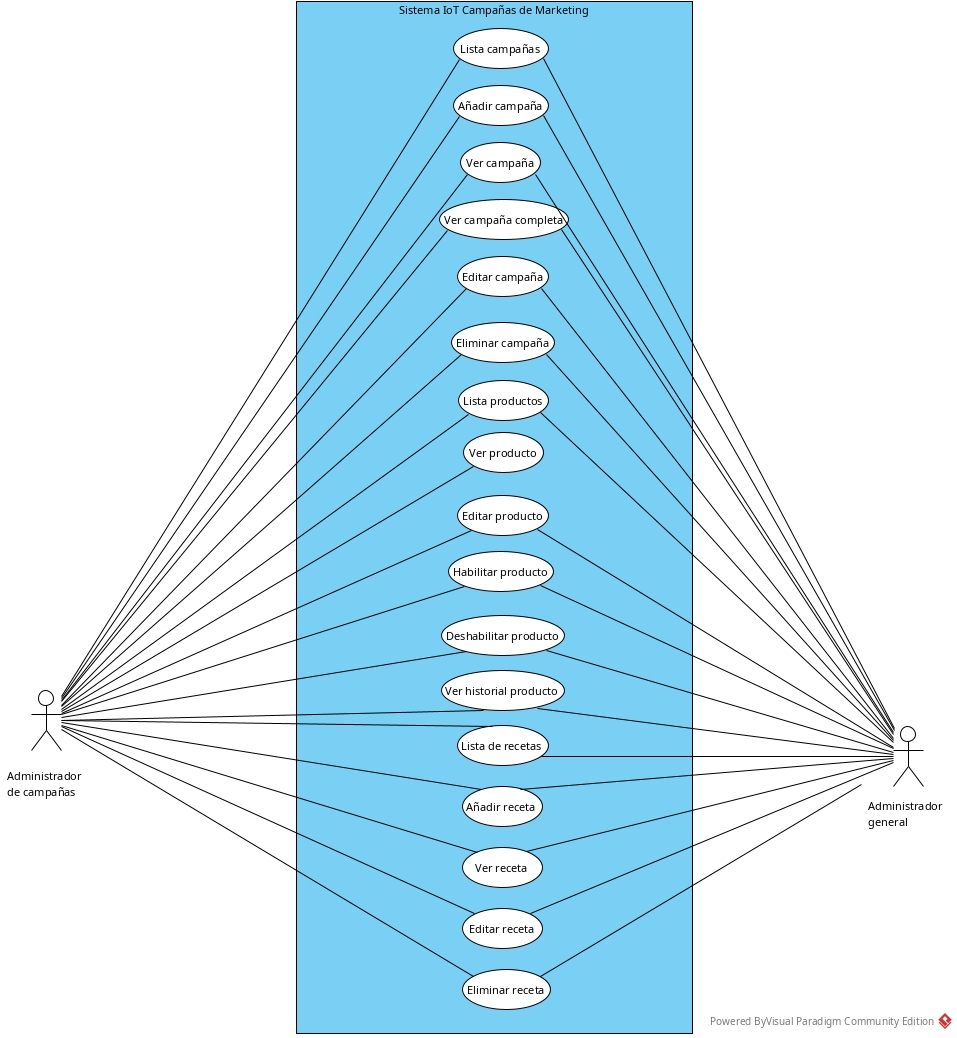 Sistema IoT Campañas de Marketing
Lista campañas
Añadir campaña
Ver campaña
Ver campaña completa
Editar campaña
Eliminar campaña
Lista productos
Ver producto
Editar producto
Habilitar producto
Deshabilitar producto
Ver historial producto
Lista de recetas
Administrador
de campañas
Añadir receta
Administrador
general
Ver receta
Editar receta
Eliminar receta
Powered ByVisual Paradigm Community Edition